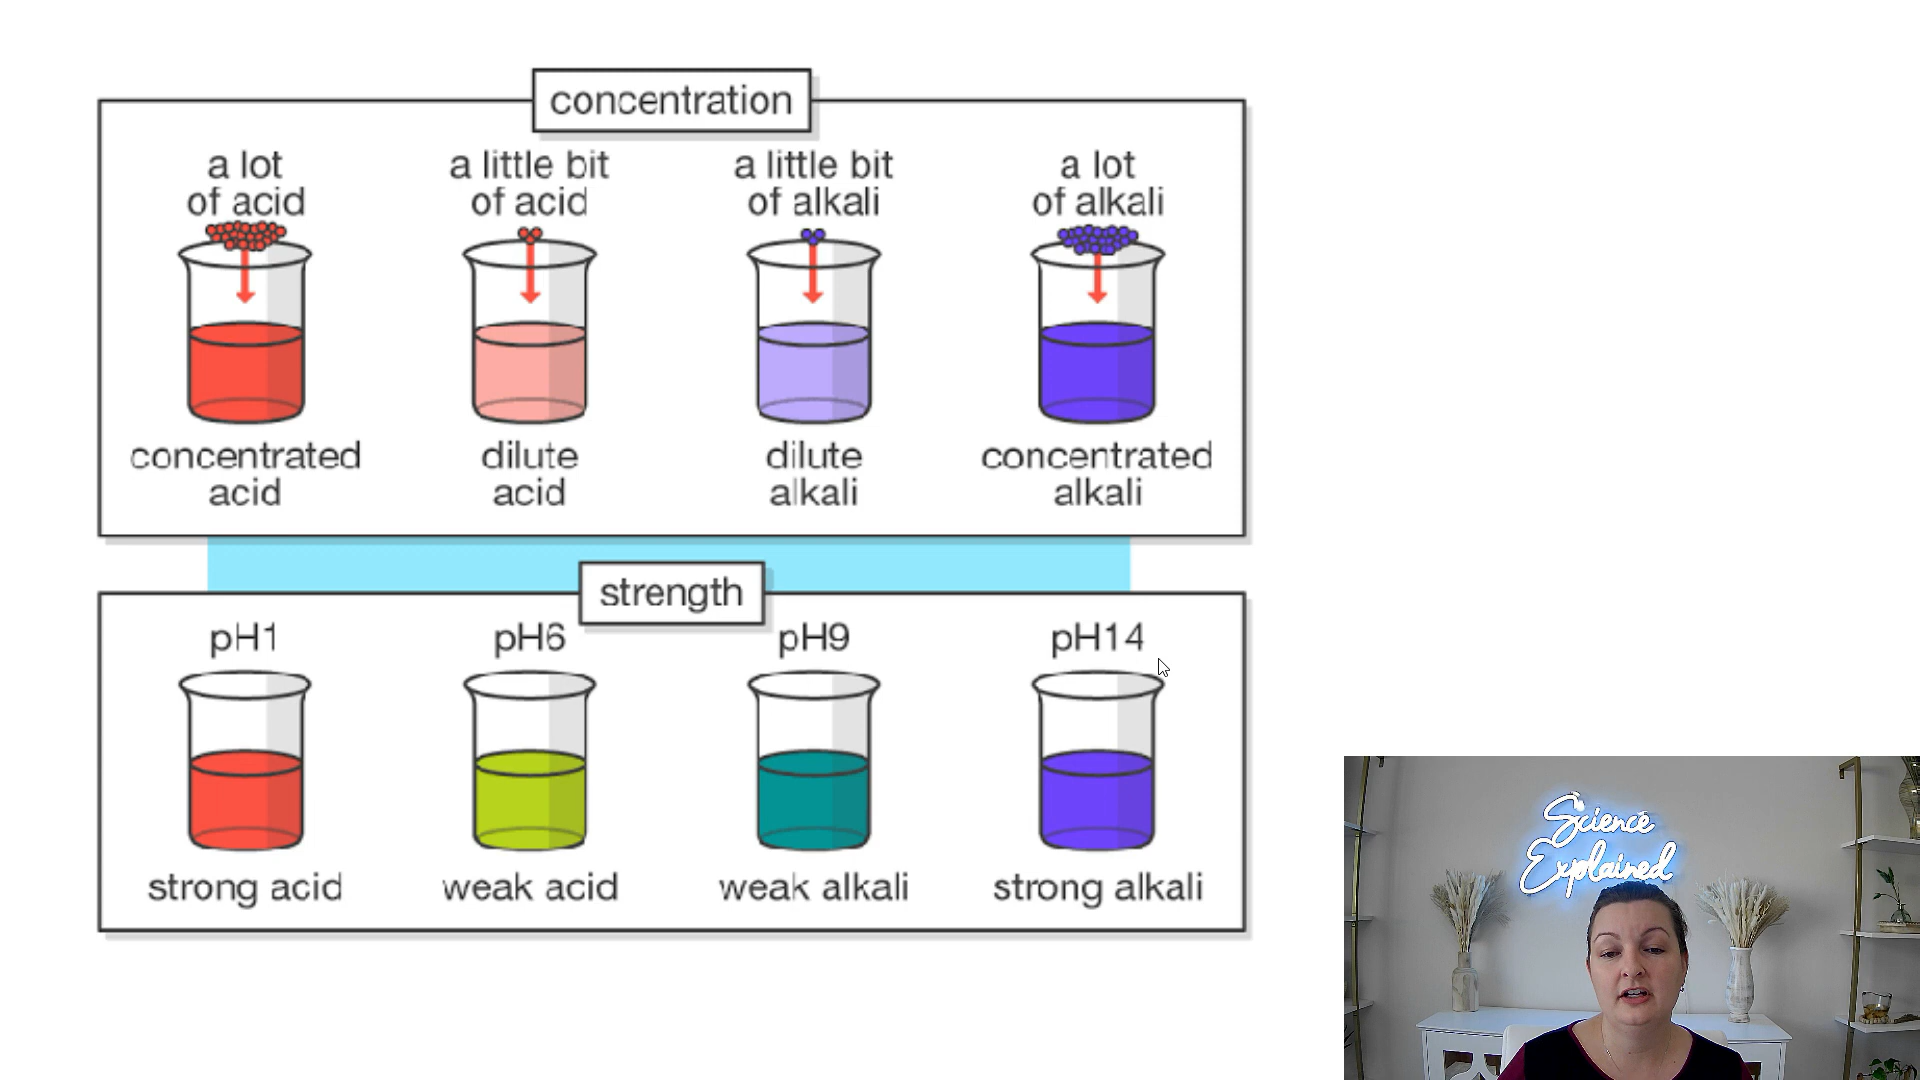 concentration
a lot
of acid
a little bit
of acid
a little bit
of alkali
a lot
of alkali
concentrated
acid
dilute
acid
dilute
alkali
concentrated
alkali
strength
pH1
pH6
pH9
pH14
strong acid
weak acid
weak alkali
strong alkali
Science
Explained